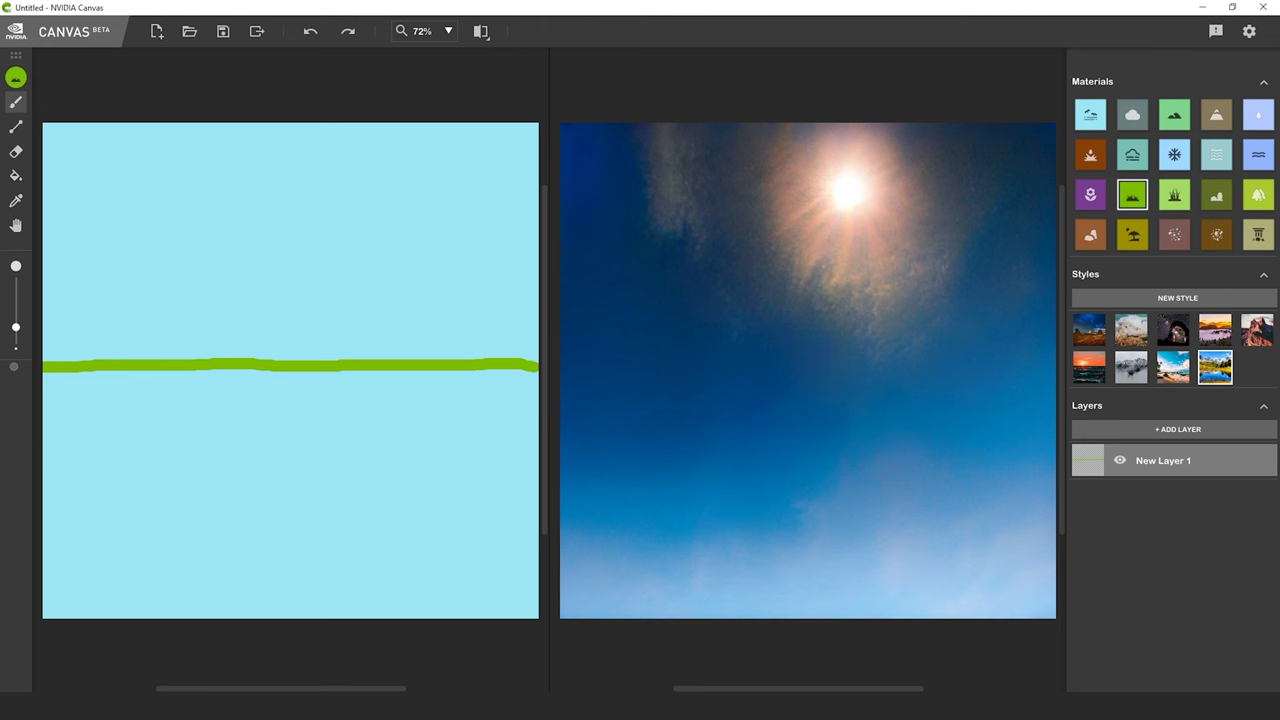 Untitled - NVIDIA Canvas
NVIDIA
CANVAS BETA
72%
Materials
Styles
NEW STYLE
Layers
+ ADD LAYER
New Layer 1